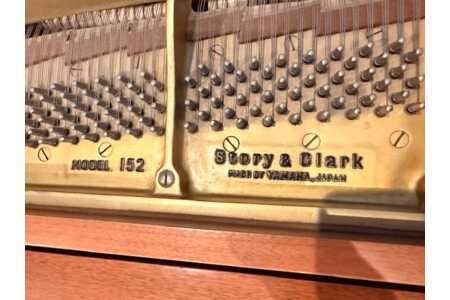 MODEL 152
Story & Clark
MADE BY YAMAHA, JAPAN